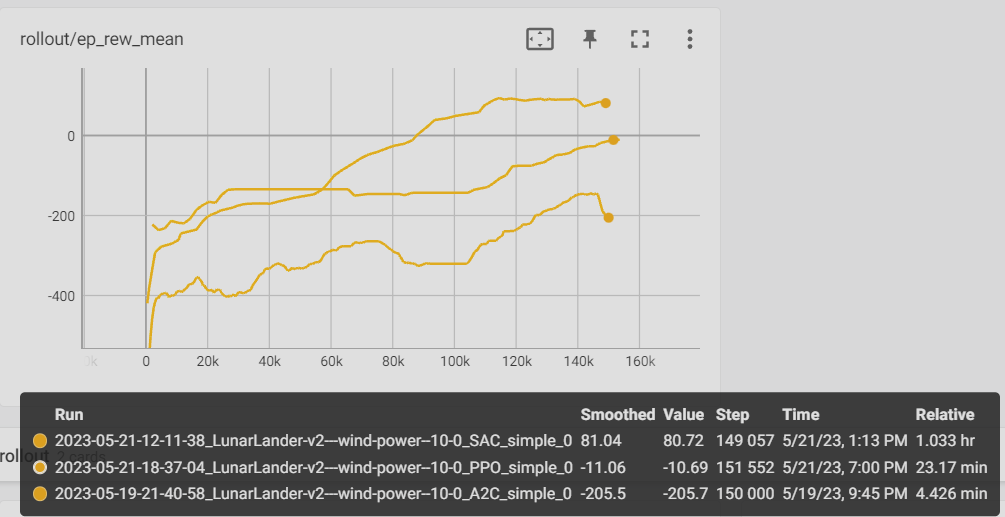 rollout/ep_rew_mean
0
-200
-400
0 20k 40k 60k 80k 100k 120k 140k 160k
Run Smoothed Value Step Time Relative
2023-05-21-12-11-38_LunarLander-v2---wind-power--10-0_SAC_simple_0 81.04 80.72 149 057 5/21/23, 1:13 PM 1.033 hr
2023-05-21-18-37-04_LunarLander-v2---wind-power--10-0_PPO_simple_0 -11.06 -10.69 151 552 5/21/23, 7:00 PM 23.17 min
2023-05-19-21-40-58_LunarLander-v2---wind-power--10-0_A2C_simple_0 -205.5 -205.7 150 000 5/19/23, 9:45 PM 4.426 min
rollout 2 cards